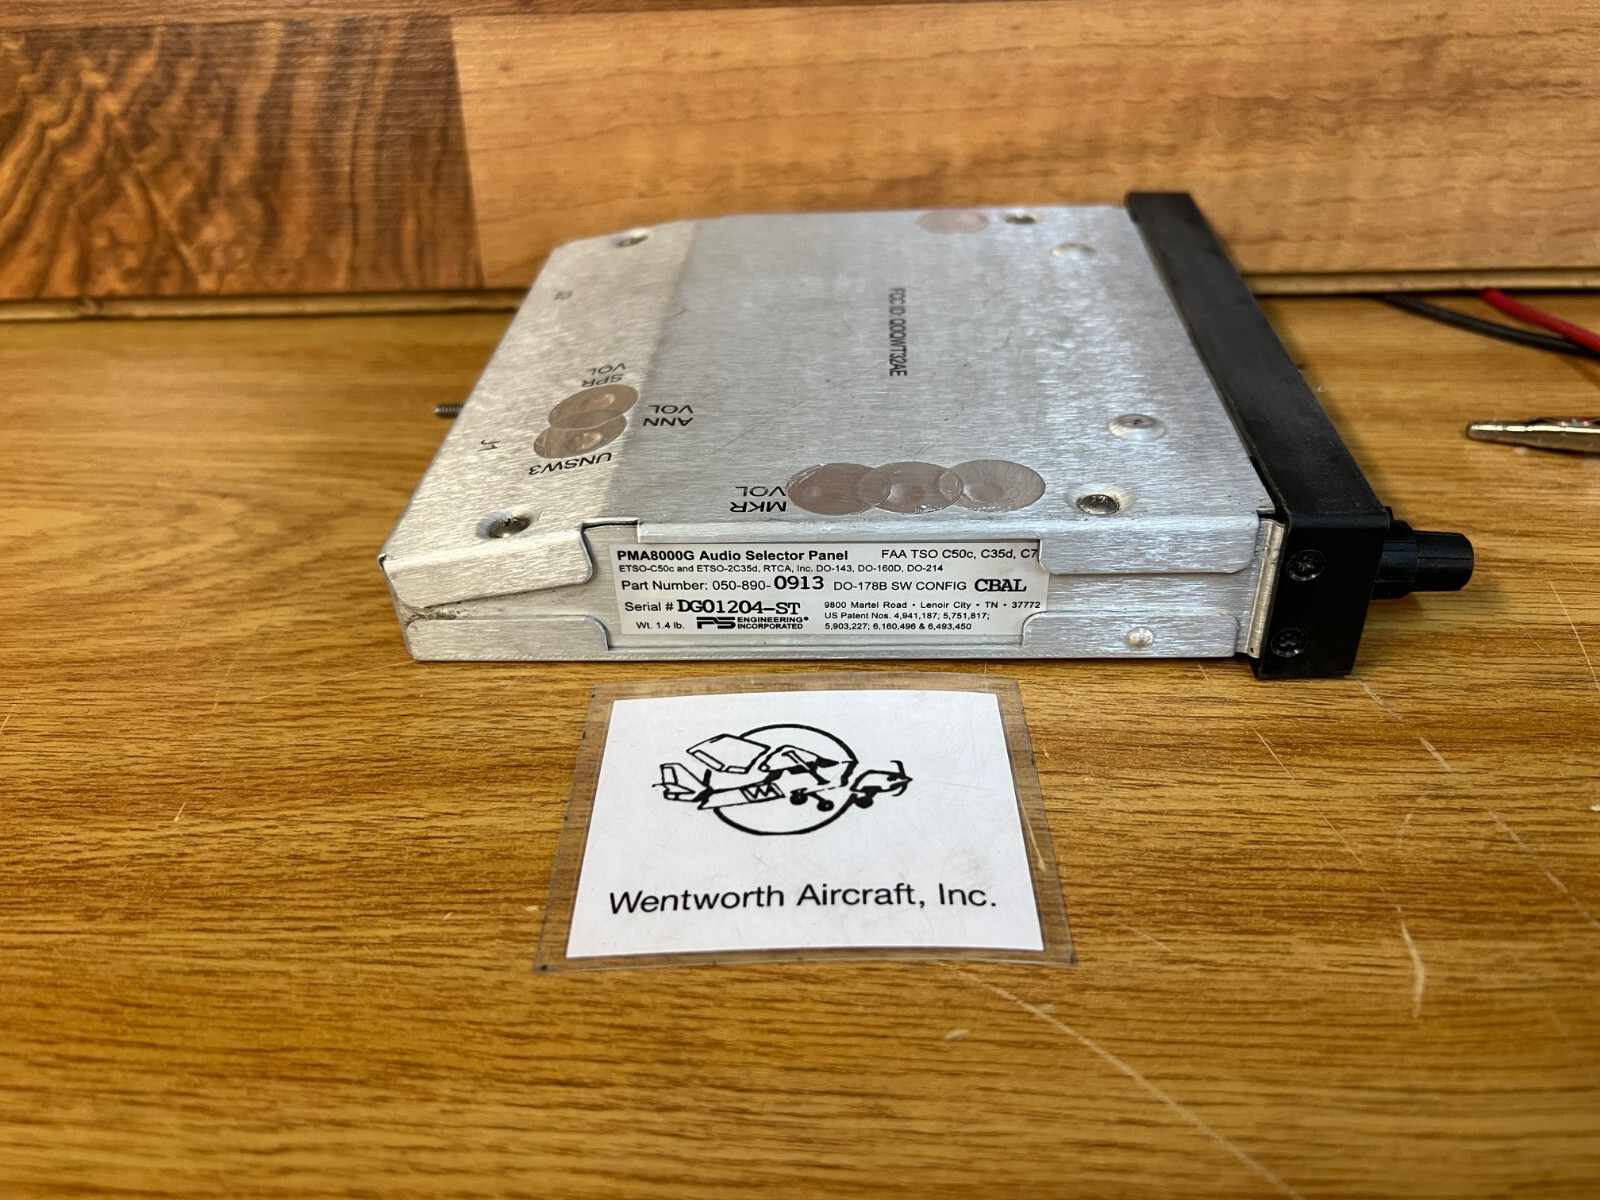 J2
FCC ID: QOQWT32AE
SPR
VOL
ANN
VOL
J1
UNSW3
MKR
VOL
PMA8000G Audio Selector Panel FAA TSO C50c, C35d, C7
ETSO-C50c and ETSO-2C35d, RTCA, Inc. DO-143, DO-160D, DO-214
Part Number: 050-890-0913 DO-178B SW CONFIG CBAL
Serial # DG01204-ST 9800 Martel Road • Lenoir City • TN • 37772
Wt. 1.4 lb. PS ENGINEERING® INCORPORATED US Patent Nos. 4,941,187; 5,751,817;
5,903,227; 6,160,496 & 6,493,450
WA
Wentworth Aircraft, Inc.